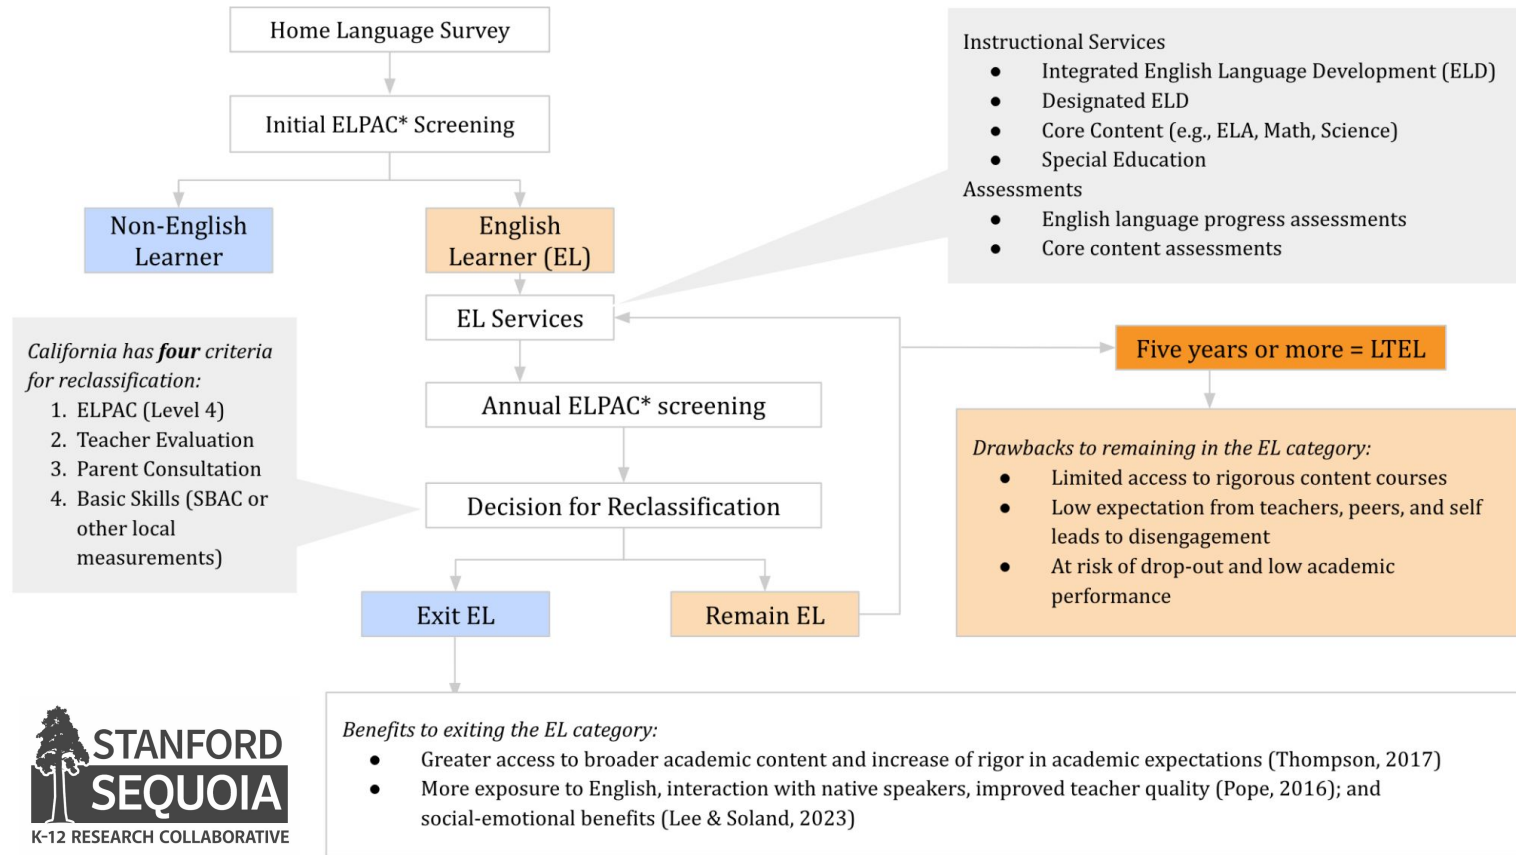 Home Language Survey
Initial ELPAC* Screening
Non-English
Learner
English
Learner (EL)
EL Services
Instructional Services
● Integrated English Language Development (ELD)
● Designated ELD
● Core Content (e.g., ELA, Math, Science)
● Special Education
Assessments
● English language progress assessments
● Core content assessments
California has four criteria
for reclassification:
1. ELPAC (Level 4)
2. Teacher Evaluation
3. Parent Consultation
4. Basic Skills (SBAC or
other local
measurements)
Annual ELPAC* screening
Decision for Reclassification
Exit EL
Remain EL
Five years or more = LTEL
Drawbacks to remaining in the EL category:
● Limited access to rigorous content courses
● Low expectation from teachers, peers, and self
leads to disengagement
● At risk of drop-out and low academic
performance
Benefits to exiting the EL category:
● Greater access to broader academic content and increase of rigor in academic expectations (Thompson, 2017)
● More exposure to English, interaction with native speakers, improved teacher quality (Pope, 2016); and
social-emotional benefits (Lee & Soland, 2023)
STANFORD
SEQUOIA
K-12 RESEARCH COLLABORATIVE